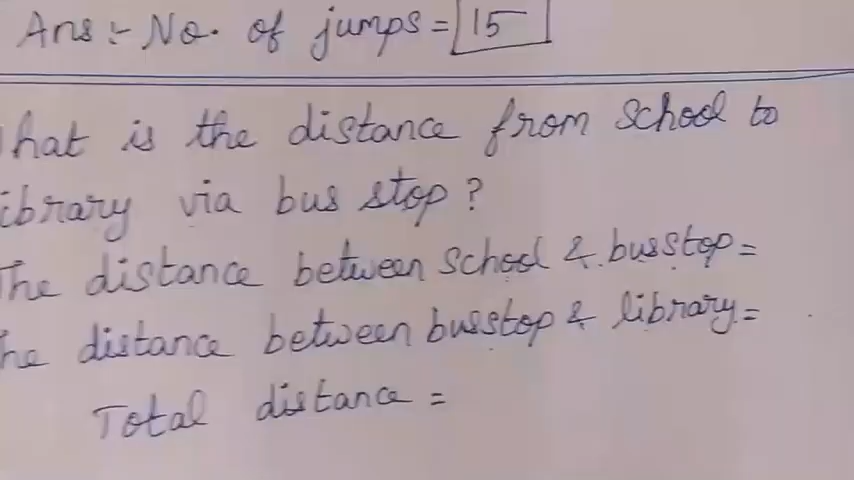 Ans :- No. of jumps = 15
hat is the distance from school to
ibrary via bus stop?
The distance between school & busstop =
he distance between busstop & library =
Total distance =